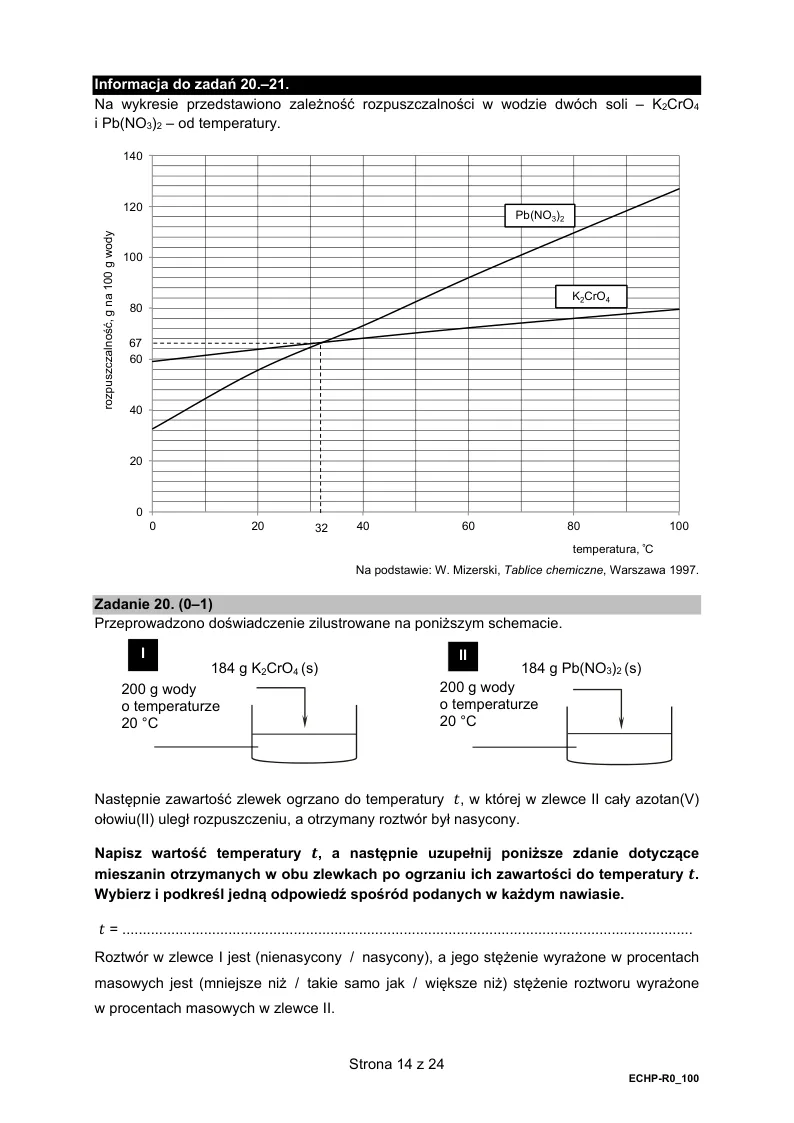 Informacja do zadań 20.–21.
Na wykresie przedstawiono zależność rozpuszczalności w wodzie dwóch soli – K₂CrO₄
i Pb(NO₃)₂ – od temperatury.
140
120
100
80
67
60
40
20
0
rozpuszczalność, g na 100 g wody
Pb(NO₃)₂
K₂CrO₄
0 20 32 40 60 80 100
temperatura, °C
Na podstawie: W. Mizerski, Tablice chemiczne, Warszawa 1997.
Zadanie 20. (0–1)
Przeprowadzono doświadczenie zilustrowane na poniższym schemacie.
I
184 g K₂CrO₄ (s)
200 g wody
o temperaturze
20 °C
II
184 g Pb(NO₃)₂ (s)
200 g wody
o temperaturze
20 °C
Następnie zawartość zlewek ogrzano do temperatury t, w której w zlewce II cały azotan(V)
ołowiu(II) uległ rozpuszczeniu, a otrzymany roztwór był nasycony.
Napisz wartość temperatury t, a następnie uzupełnij poniższe zdanie dotyczące
mieszanin otrzymanych w obu zlewkach po ogrzaniu ich zawartości do temperatury t.
Wybierz i podkreśl jedną odpowiedź spośród podanych w każdym nawiasie.
t = ...........................................................................................................................................
Roztwór w zlewce I jest (nienasycony / nasycony), a jego stężenie wyrażone w procentach
masowych jest (mniejsze niż / takie samo jak / większe niż) stężenie roztworu wyrażone
w procentach masowych w zlewce II.
Strona 14 z 24
ECHP-R0_100